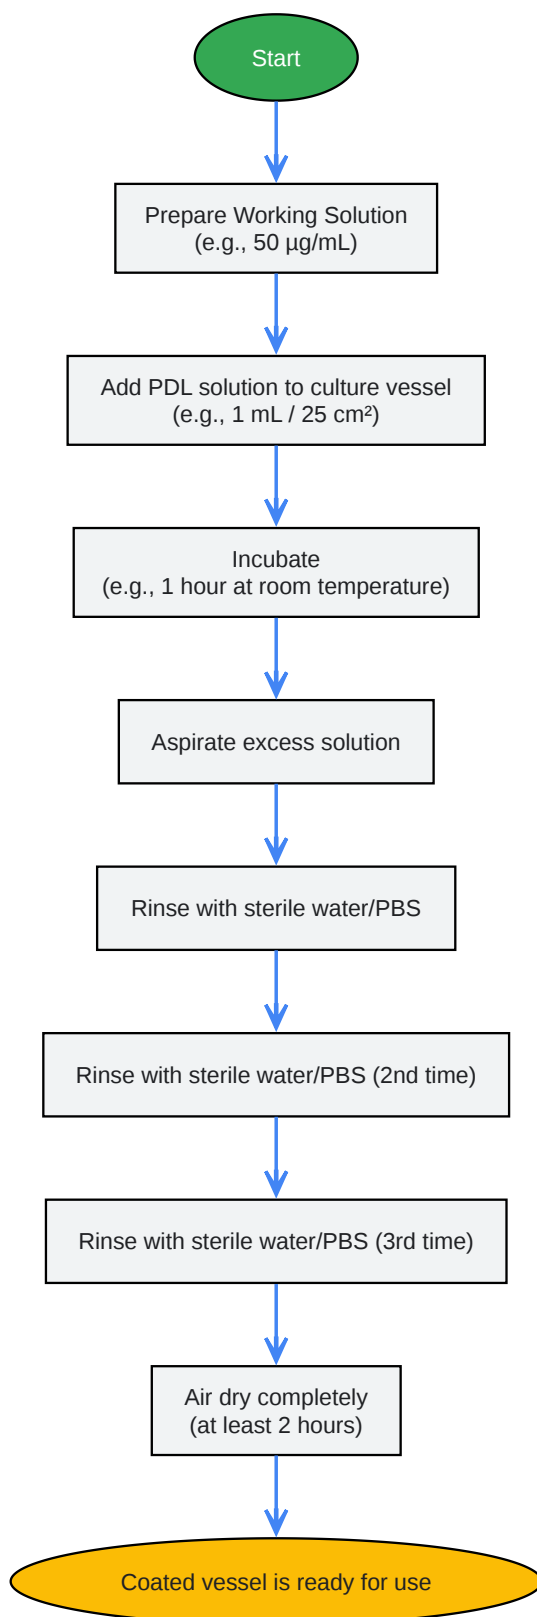 Start
Prepare Working Solution
(e.g., 50 µg/mL)
Add PDL solution to culture vessel
(e.g., 1 mL / 25 cm²)
Incubate
(e.g., 1 hour at room temperature)
Aspirate excess solution
Rinse with sterile water/PBS
Rinse with sterile water/PBS (2nd time)
Rinse with sterile water/PBS (3rd time)
Air dry completely
(at least 2 hours)
Coated vessel is ready for use